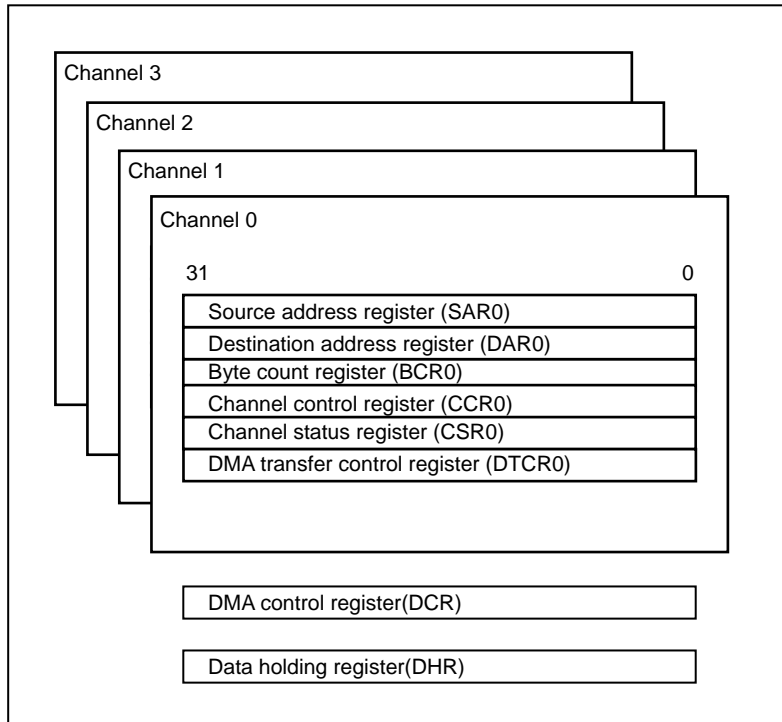 Channel 3
Channel 2
Channel 1
Channel 0
31 0
Source address register (SAR0)
Destination address register (DAR0)
Byte count register (BCR0)
Channel control register (CCR0)
Channel status register (CSR0)
DMA transfer control register (DTCR0)
DMA control register(DCR)
Data holding register(DHR)